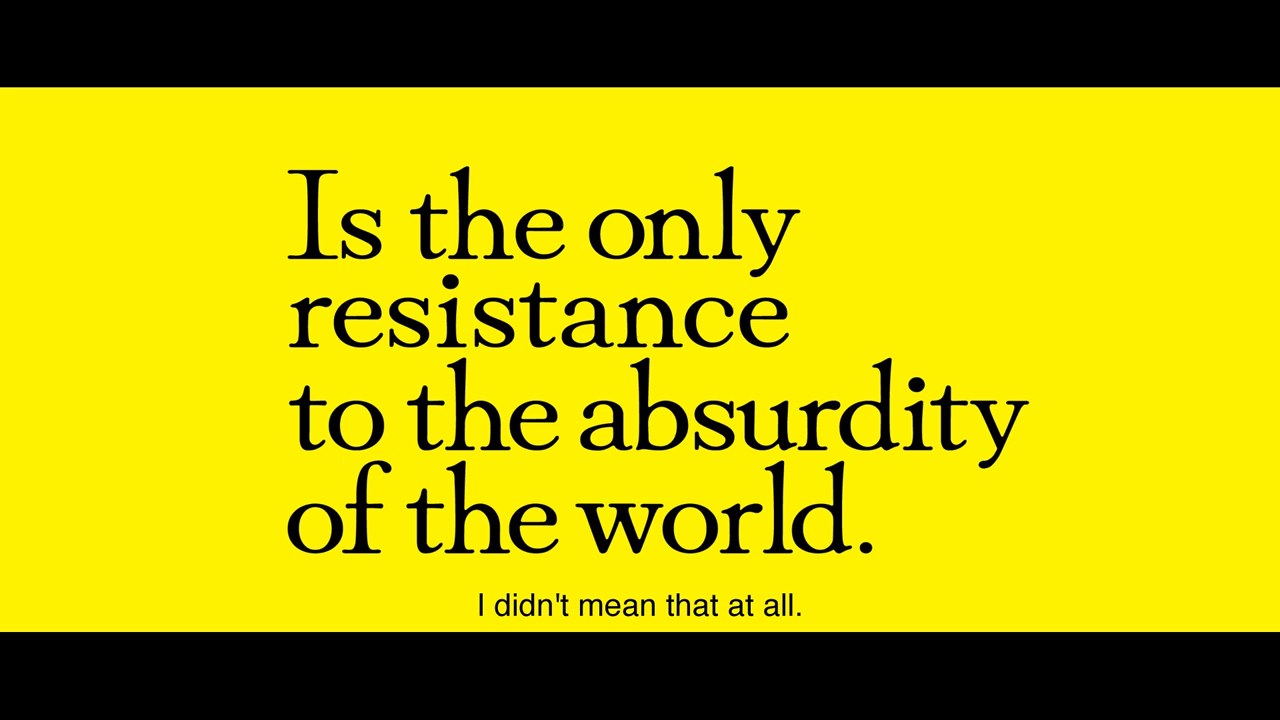 Is the only
resistance
to the absurdity
of the world.
I didn't mean that at all.